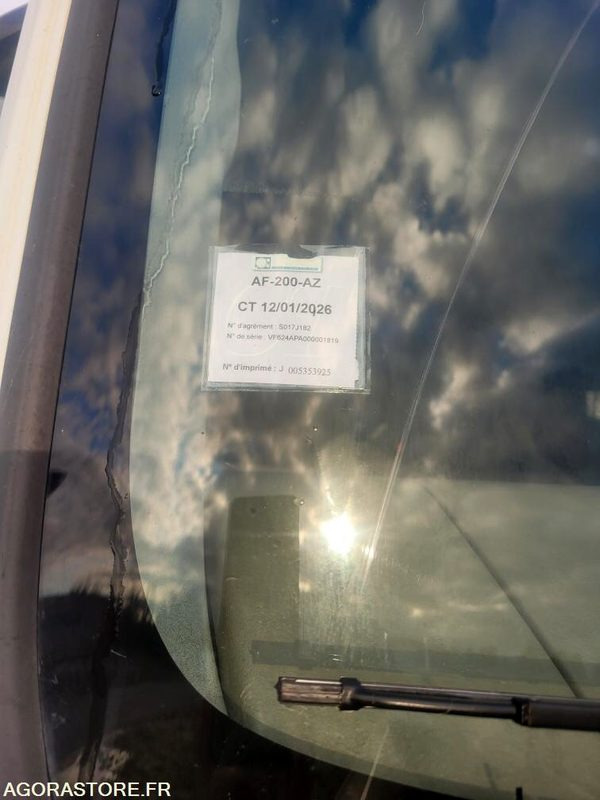 AF-200-AZ
CT 12/01/2026
N° d'agrément : S017J182
N° de série : VF624APA000001819
N° d'imprimé : J 005353925
AGORASTORE.FR